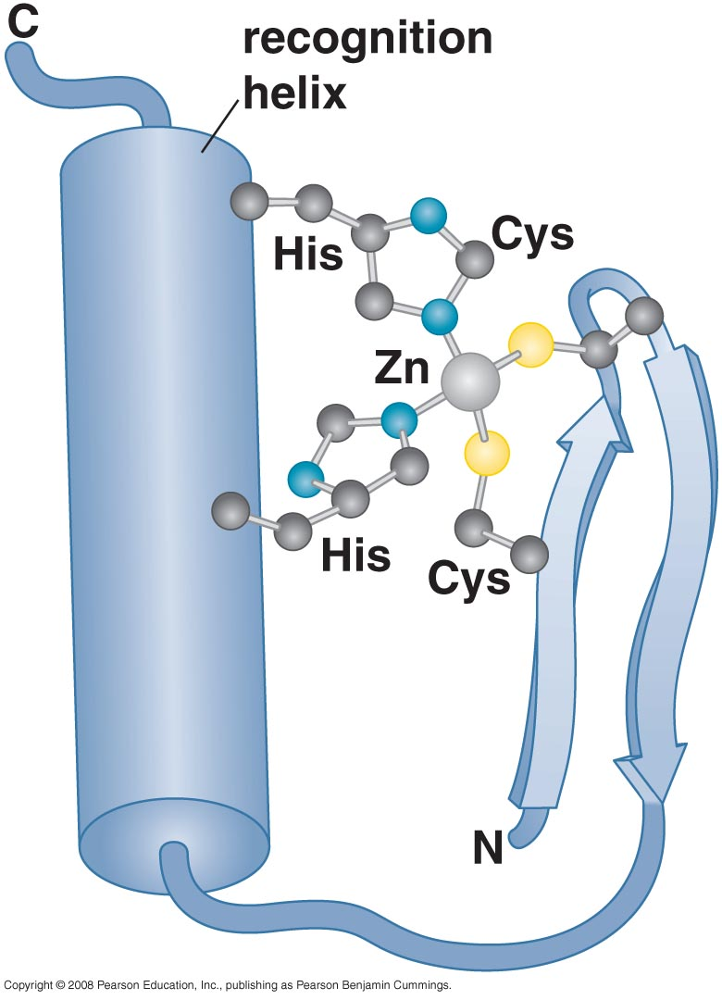 C
recognition
helix
Cys
His
Zn
His
Cys
N
Copyright © 2008 Pearson Education, Inc., publishing as Pearson Benjamin Cummings.